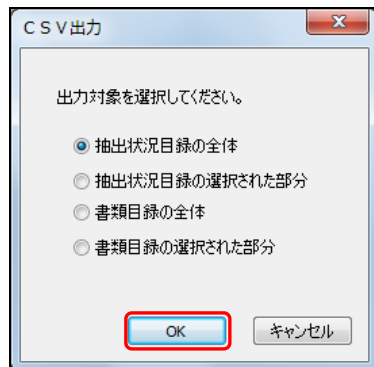 ＣＳＶ出力
出力対象を選択してください。
抽出状況目録の全体
抽出状況目録の選択された部分
書類目録の全体
書類目録の選択された部分
OK
キャンセル